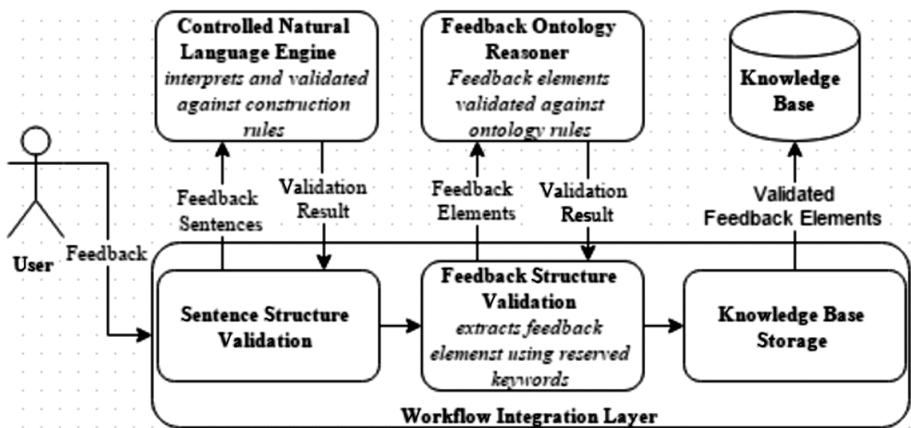 Controlled Natural
Language Engine
interprets and validated
against construction
rules
Feedback Ontology
Reasoner
Feedback elements
validated against
ontology rules
Knowledge
Base
Feedback
Sentences
Validation
Result
Feedback
Elements
Validation
Result
Validated
Feedback Elements
User
Feedback
Sentence Structure
Validation
Feedback Structure
Validation
extracts feedback
elemenst using reserved
keywords
Knowledge Base
Storage
Workflow Integration Layer